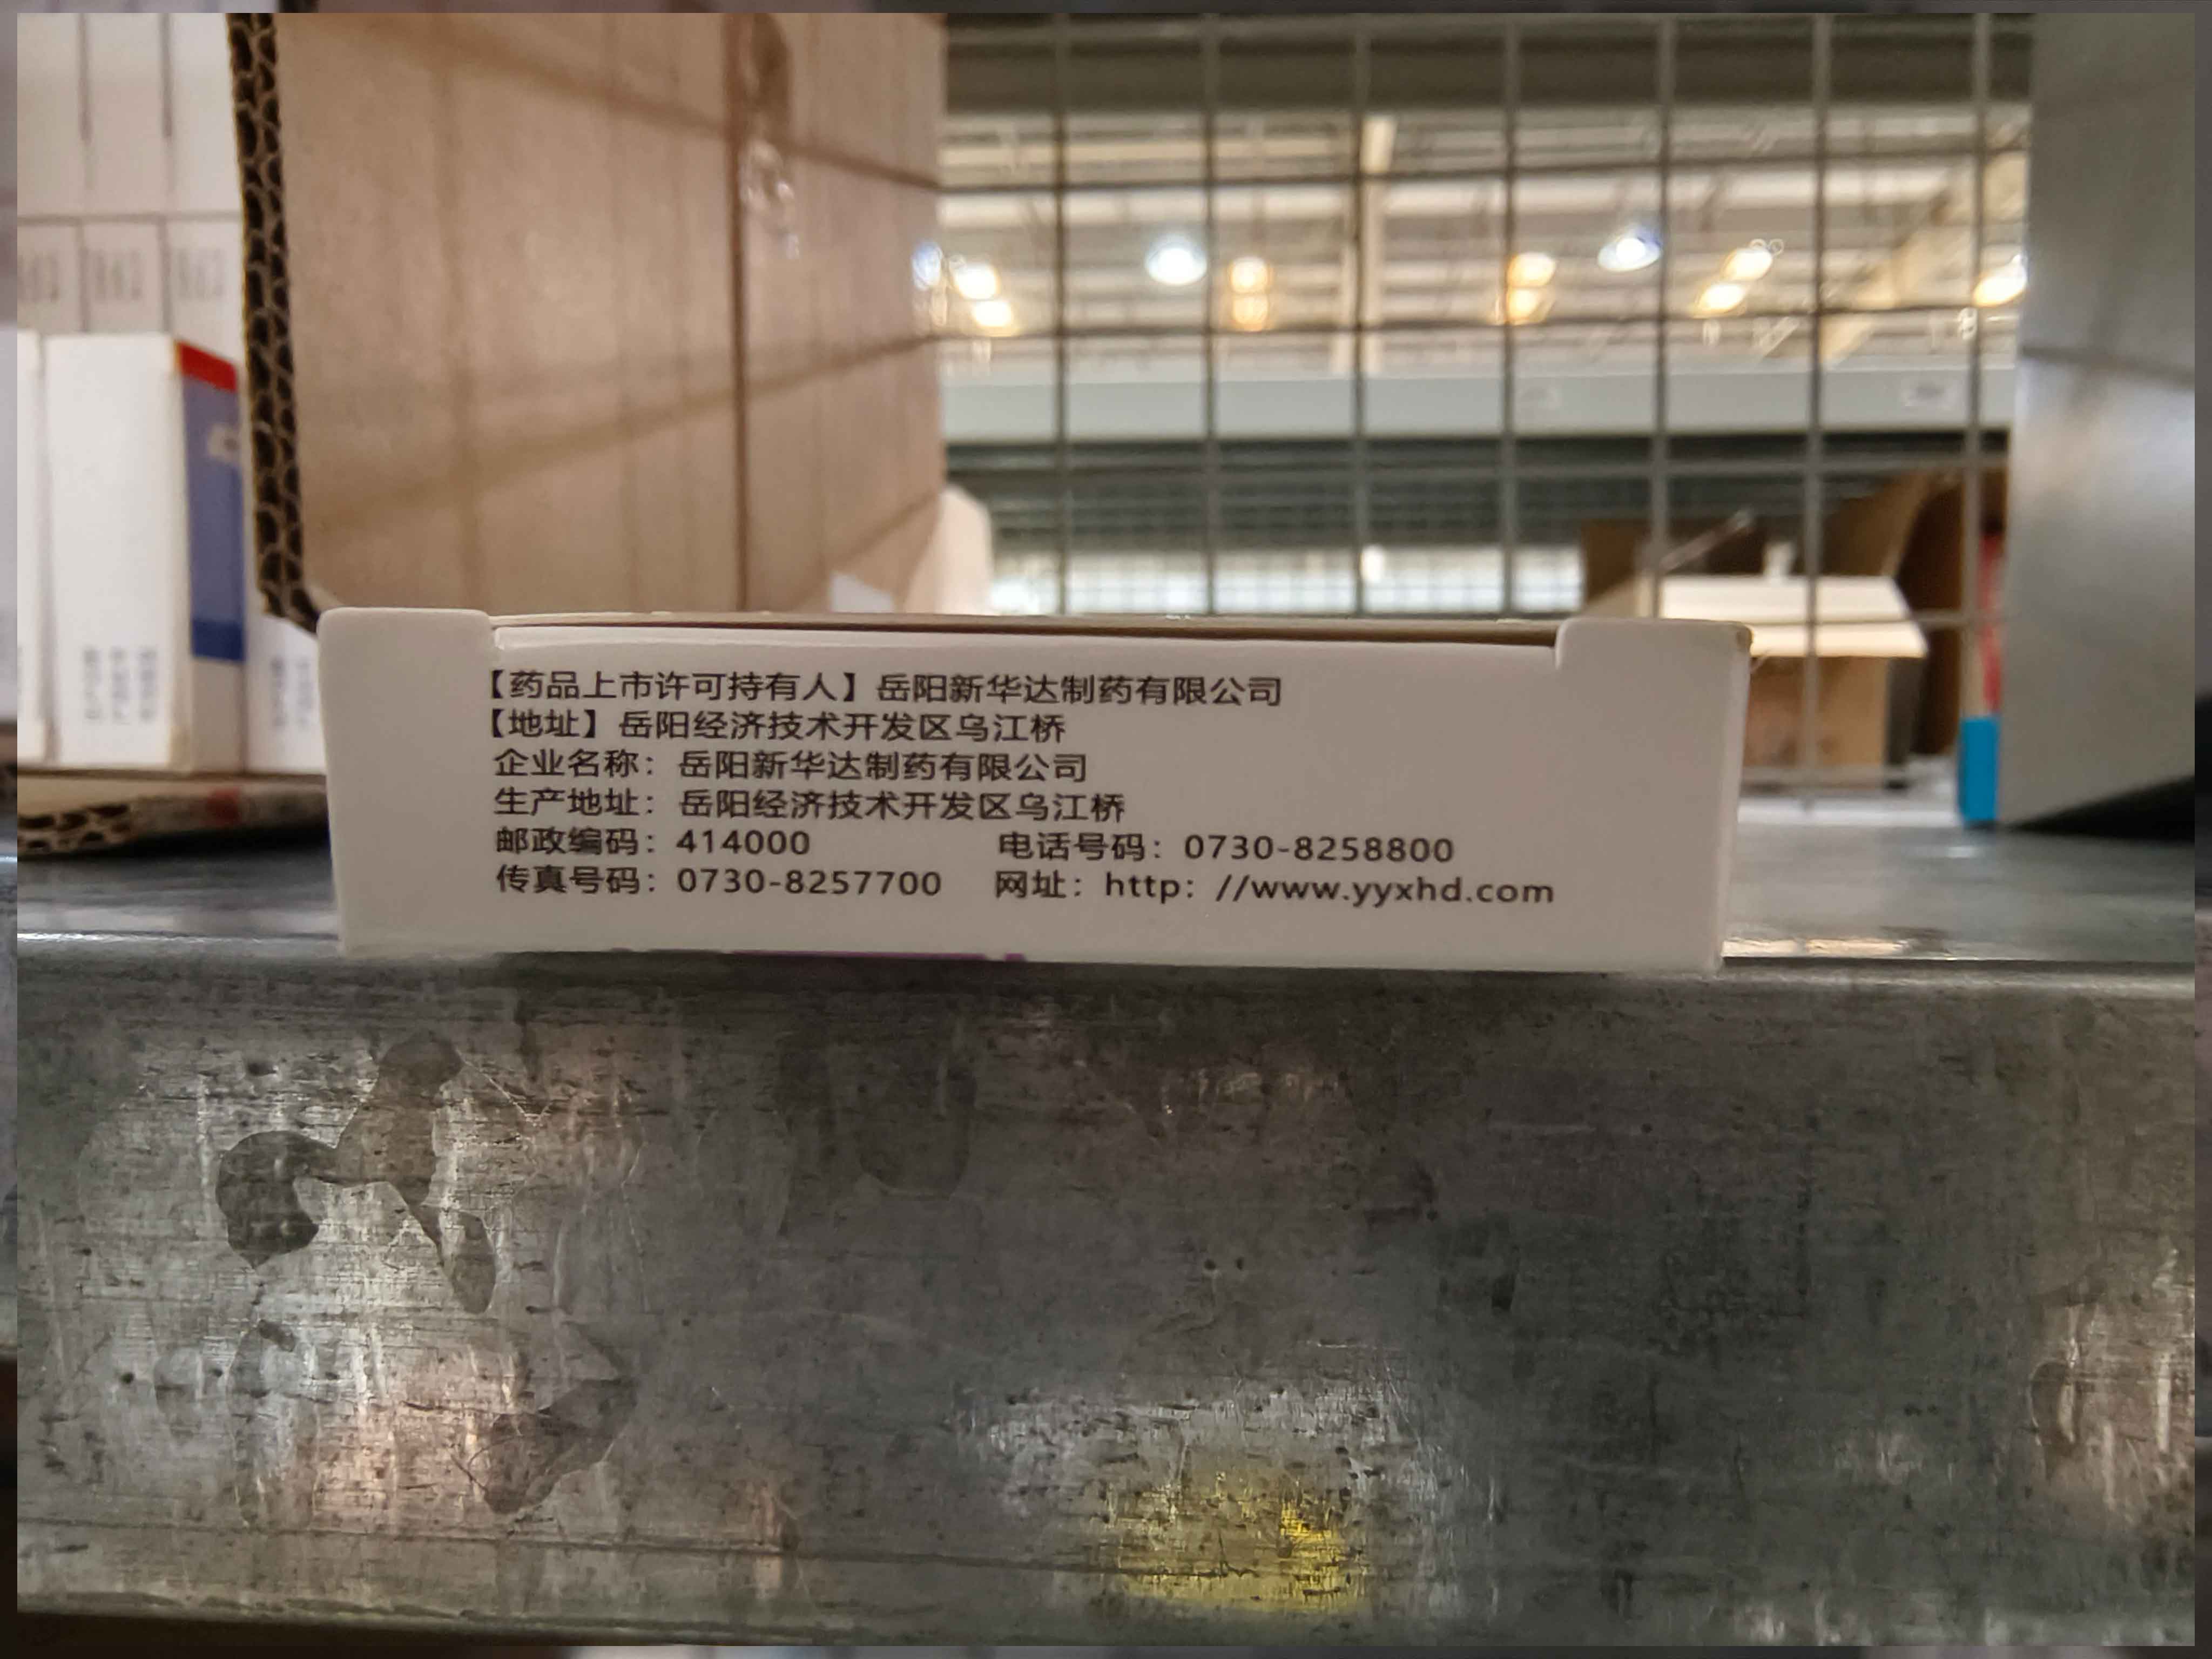 【药品上市许可持有人】岳阳新华达制药有限公司
【地址】岳阳经济技术开发区乌江桥
企业名称：岳阳新华达制药有限公司
生产地址：岳阳经济技术开发区乌江桥
邮政编码：414000 电话号码：0730-8258800
传真号码：0730-8257700 网址：http：//www.yyxhd.com